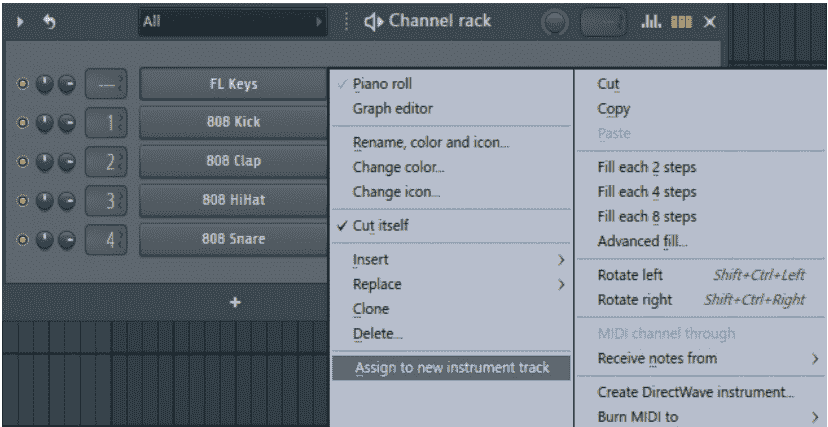 All
Channel rack
---
FL Keys
1
808 Kick
2
808 Clap
3
808 HiHat
4
808 Snare
+
Piano roll
Graph editor
Rename, color and icon...
Change color...
Change icon...
Cut itself
Insert
Replace
Clone
Delete...
Assign to new instrument track
Cut
Copy
Paste
Fill each 2 steps
Fill each 4 steps
Fill each 8 steps
Advanced fill...
Rotate left Shift+Ctrl+Left
Rotate right Shift+Ctrl+Right
MIDI channel through
Receive notes from
Create DirectWave instrument...
Burn MIDI to